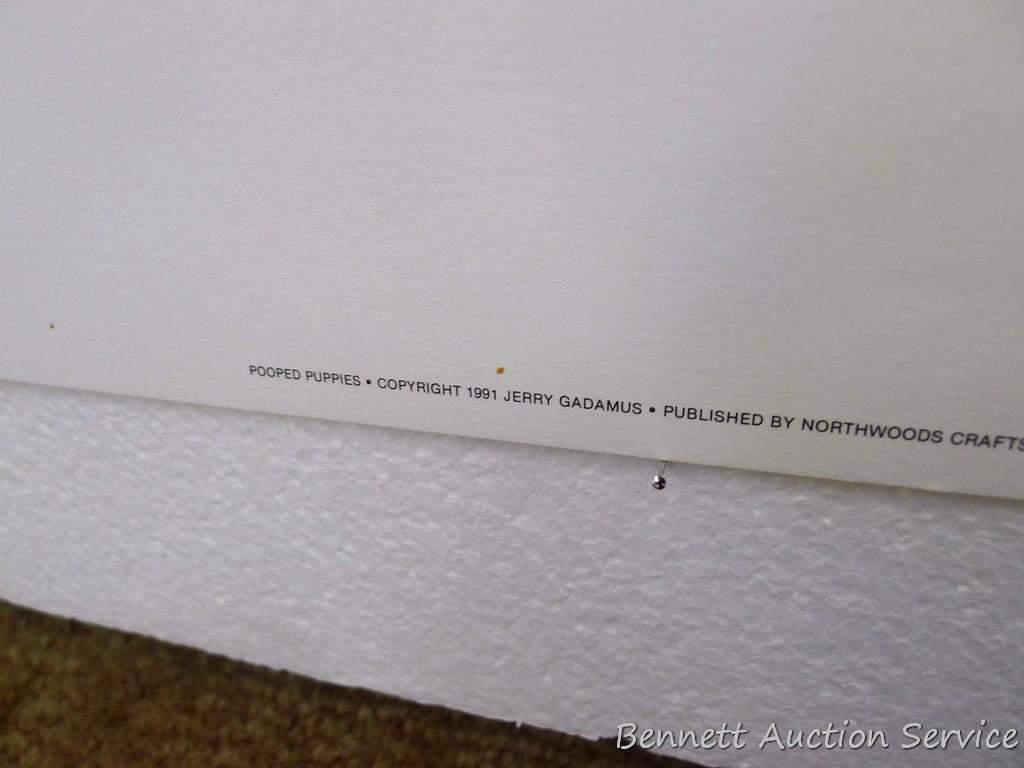 POOPED PUPPIES • COPYRIGHT 1991 JERRY GADAMUS • PUBLISHED BY NORTHWOODS CRAFTS
Bennett Auction Service